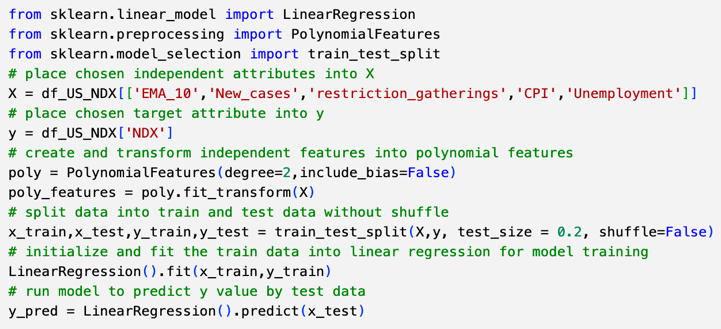 from sklearn.linear_model import LinearRegression
from sklearn.preprocessing import PolynomialFeatures
from sklearn.model_selection import train_test_split
# place chosen independent attributes into X
X = df_US_NDX[['EMA_10','New_cases','restriction_gatherings','CPI','Unemployment']]
# place chosen target attribute into y
y = df_US_NDX['NDX']
# create and transform independent features into polynomial features
poly = PolynomialFeatures(degree=2,include_bias=False)
poly_features = poly.fit_transform(X)
# split data into train and test data without shuffle
x_train,x_test,y_train,y_test = train_test_split(X,y, test_size = 0.2, shuffle=False)
# initialize and fit the train data into linear regression for model training
LinearRegression().fit(x_train,y_train)
# run model to predict y value by test data
y_pred = LinearRegression().predict(x_test)